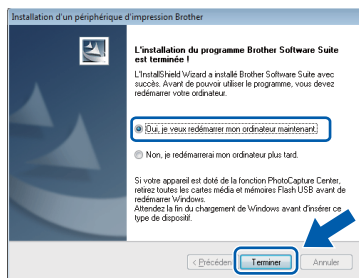 Installation d'un périphérique d'impression Brother
L'installation du programme Brother Software Suite
est terminée !
L'InstallShield Wizard a installé Brother Software Suite avec
succès. Avant de pouvoir utiliser le programme, vous devez
redémarrer votre ordinateur.
Oui, je veux redémarrer mon ordinateur maintenant.
Non, je redémarrerai mon ordinateur plus tard.
Si votre appareil est doté de la fonction PhotoCapture Center,
retirez toutes les cartes média et mémoires Flash USB avant de
redémarrer Windows.
Attendez la fin du chargement de Windows avant d'insérer ce
type de dispositif.
< Précéden Terminer Annuler